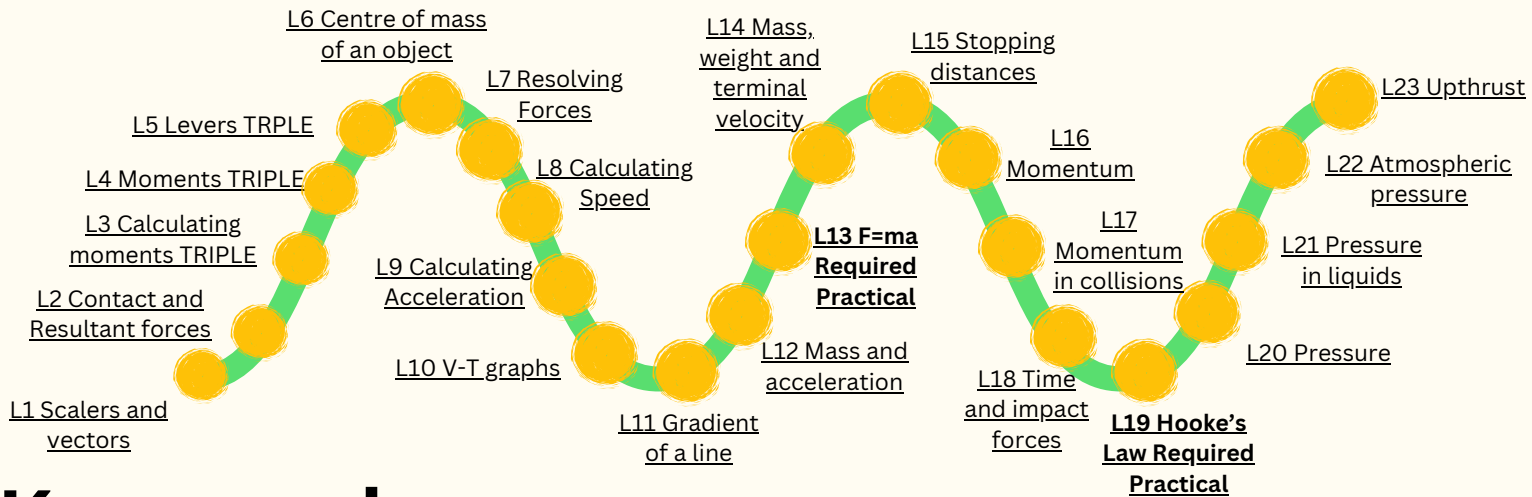 L1 Scalers and
vectors
L2 Contact and
Resultant forces
L3 Calculating
moments TRIPLE
L4 Moments TRIPLE
L5 Levers TRPLE
L6 Centre of mass
of an object
L7 Resolving
Forces
L8 Calculating
Speed
L9 Calculating
Acceleration
L10 V-T graphs
L11 Gradient
of a line
L12 Mass and
acceleration
L13 F=ma
Required
Practical
L14 Mass,
weight and
terminal
velocity
L15 Stopping
distances
L16
Momentum
L17
Momentum
in collisions
L18 Time
and impact
forces
L19 Hooke’s
Law Required
Practical
L20 Pressure
L21 Pressure
in liquids
L22 Atmospheric
pressure
L23 Upthrust